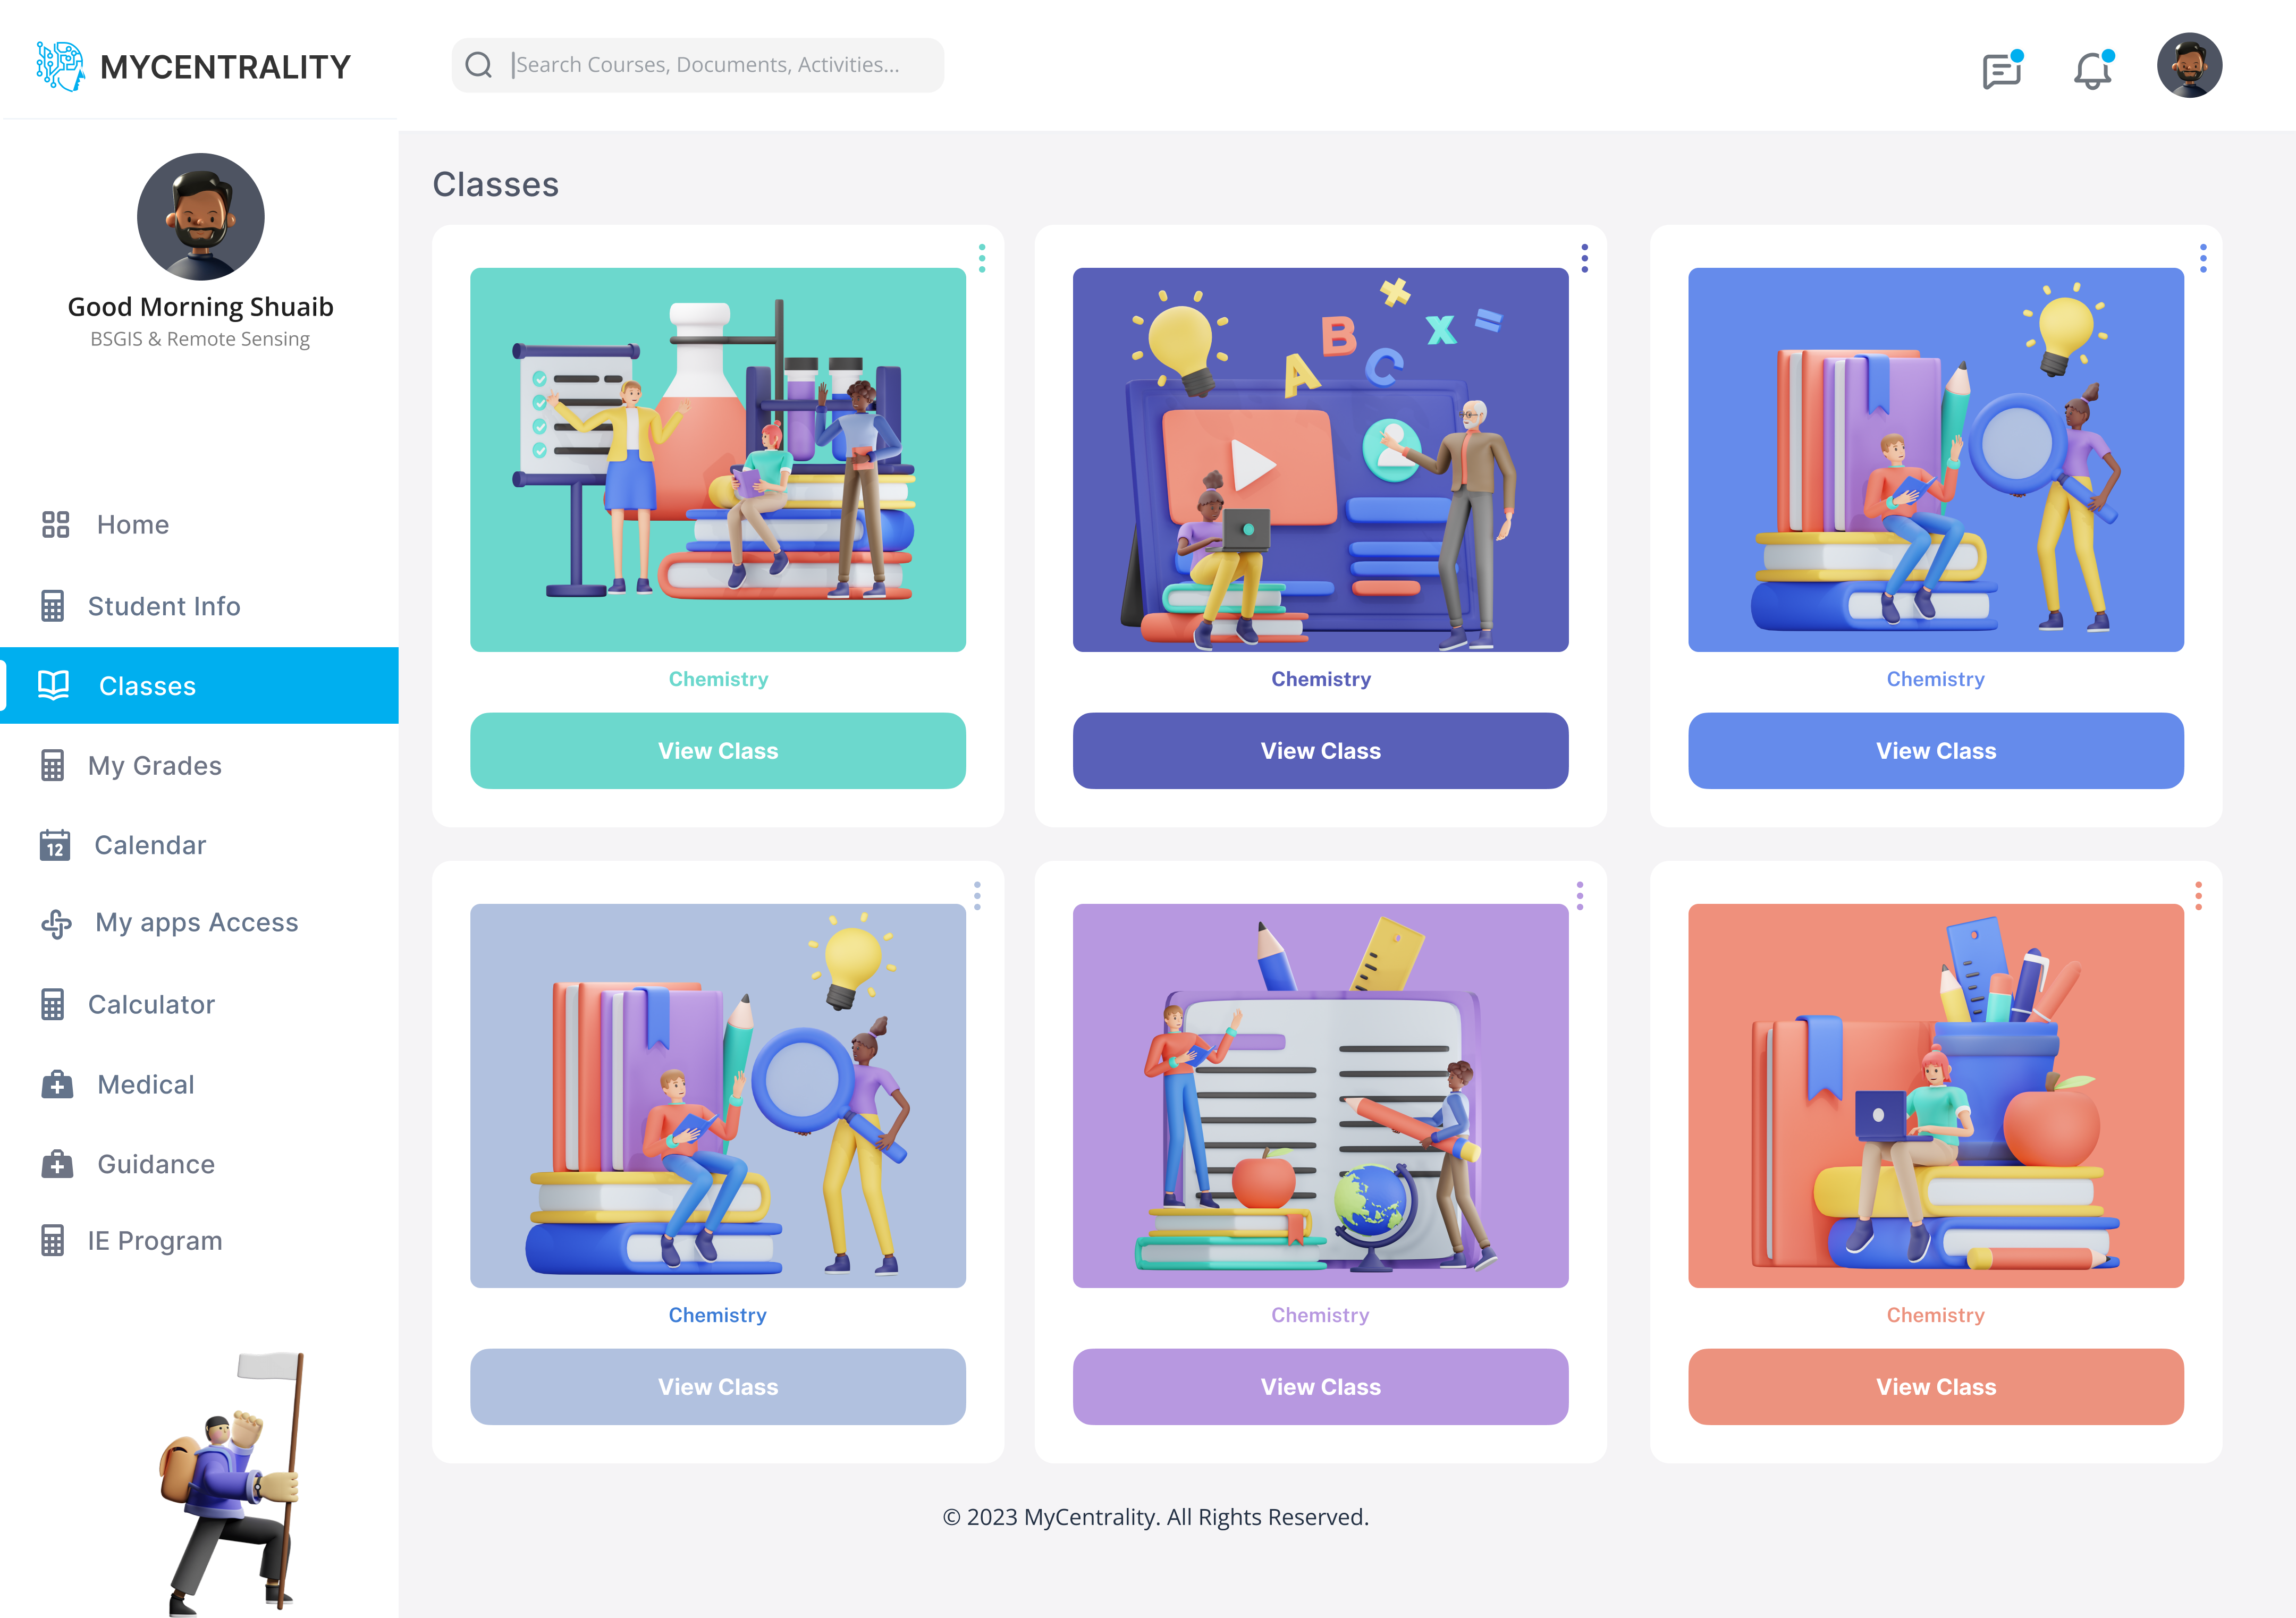 MYCENTRALITY
Search Courses, Documents, Activities...
Good Morning Shuaib
BSGIS & Remote Sensing
Home
Student Info
Classes
My Grades
12
Calendar
My apps Access
Calculator
Medical
Guidance
IE Program
Classes
Chemistry
View Class
A B C + x =
Chemistry
View Class
Chemistry
View Class
Chemistry
View Class
Chemistry
View Class
Chemistry
View Class
© 2023 MyCentrality. All Rights Reserved.